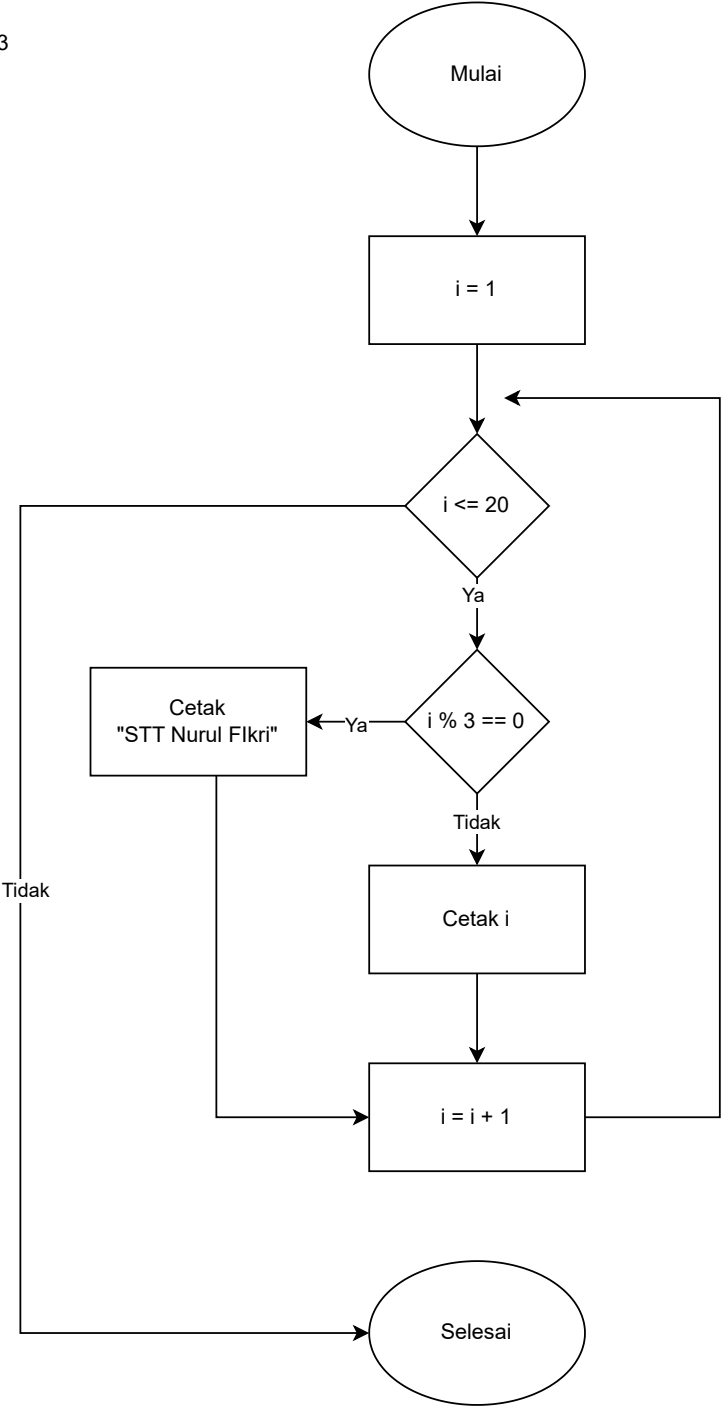 3
Mulai
i = 1
i <= 20
Ya
i % 3 == 0
Ya
Cetak
"STT Nurul FIkri"
Tidak
Tidak
Cetak i
i = i + 1
Selesai